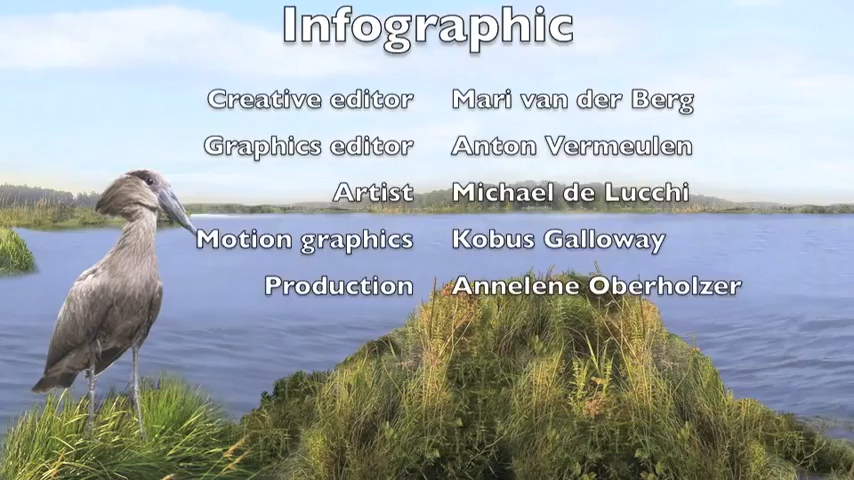 Infographic
Creative editor Mari van der Berg
Graphics editor Anton Vermeulen
Artist Michael de Lucchi
Motion graphics Kobus Galloway
Production Annelene Oberholzer